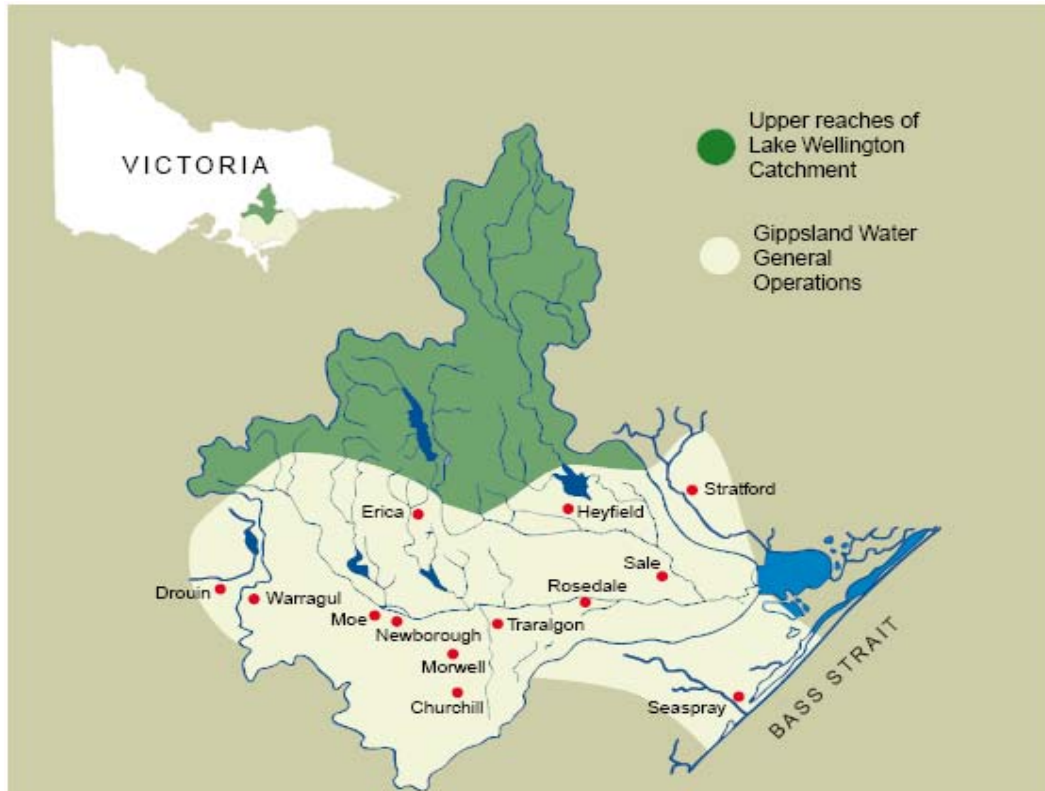 VICTORIA
Upper reaches of
Lake Wellington
Catchment
Gippsland Water
General
Operations
Stratford
Erica
Heyfield
Sale
Drouin
Warragul
Rosedale
Moe
Newborough
Traralgon
Morwell
Churchill
Seaspray
BASS STRAIT